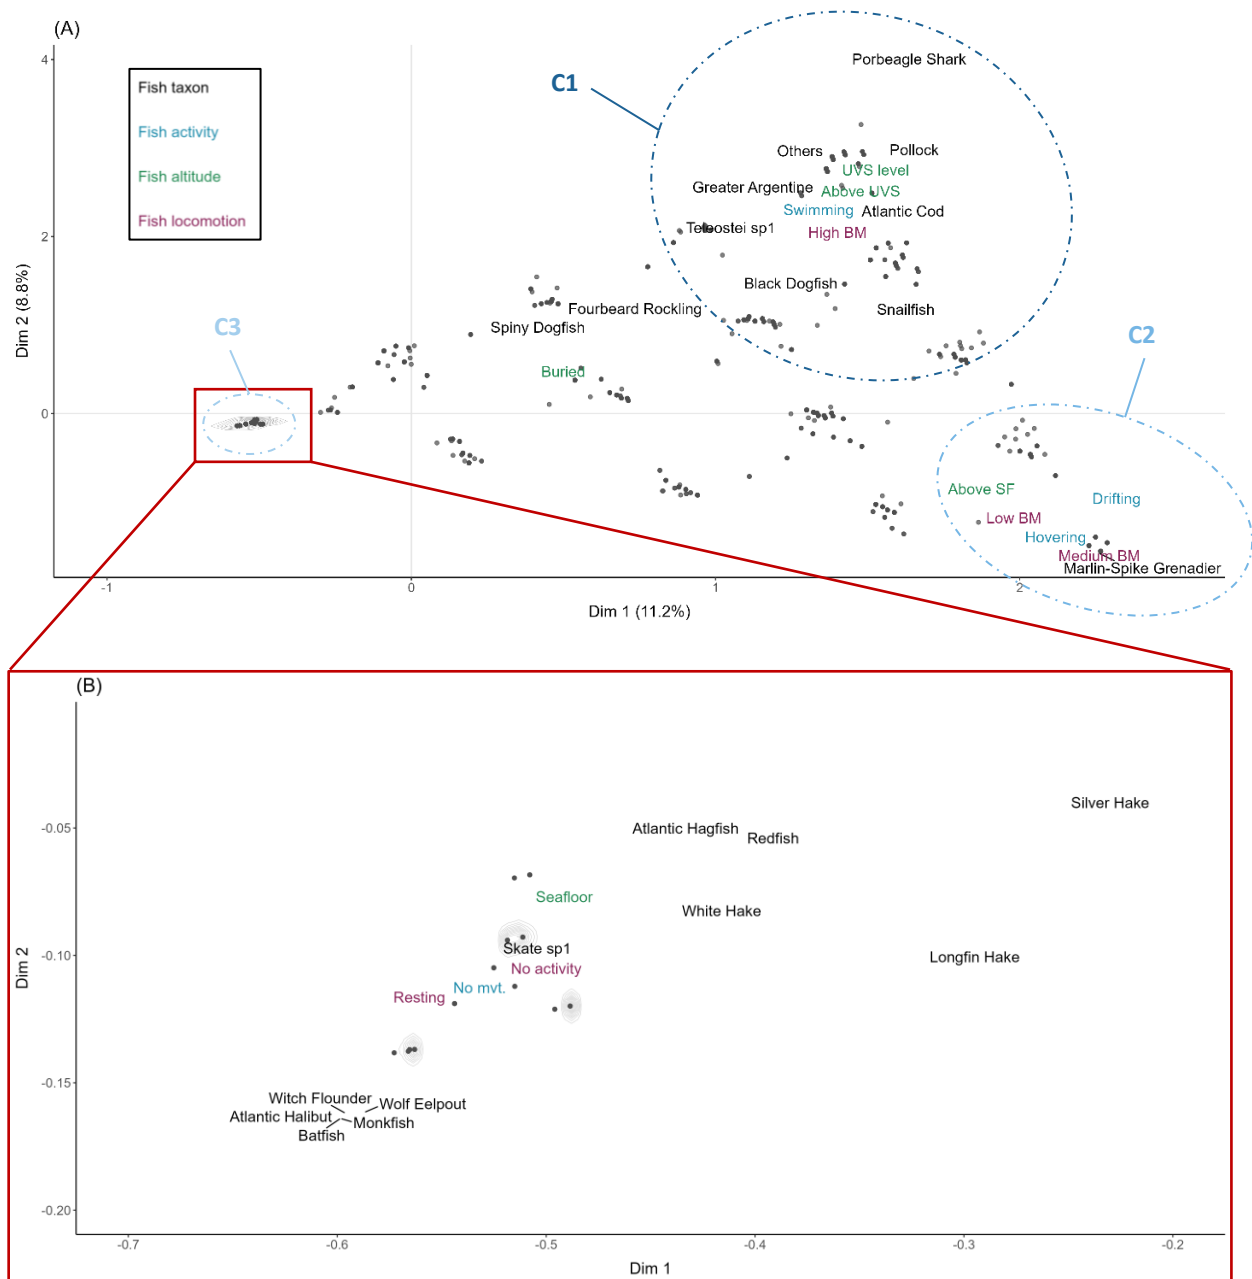 (A)
Porbeagle Shark
4
C1
Fish taxon
Fish activity
Fish altitude
Fish locomotion
Others
Pollock
UVS level
Greater Argentine
Above UVS
Swimming
Atlantic Cod
Teleostei sp1
High BM
2
Black Dogfish
Fourbeard Rockling
Snailfish
Spiny Dogfish
C3
C2
Buried
0
Dim 2 (8.8%)
Above SF
Drifting
Low BM
Hovering
Medium BM
Marlin-Spike Grenadier
-1
0
1
2
Dim 1 (11.2%)
(B)
Silver Hake
-0.05
Atlantic Hagfish
Redfish
Seafloor
White Hake
Skate sp1
-0.10
Longfin Hake
No activity
No mvt.
Resting
Dim 2
-0.15
Witch Flounder
Wolf Eelpout
Atlantic Halibut
Monkfish
Batfish
-0.20
-0.7
-0.6
-0.5
-0.4
-0.3
-0.2
Dim 1